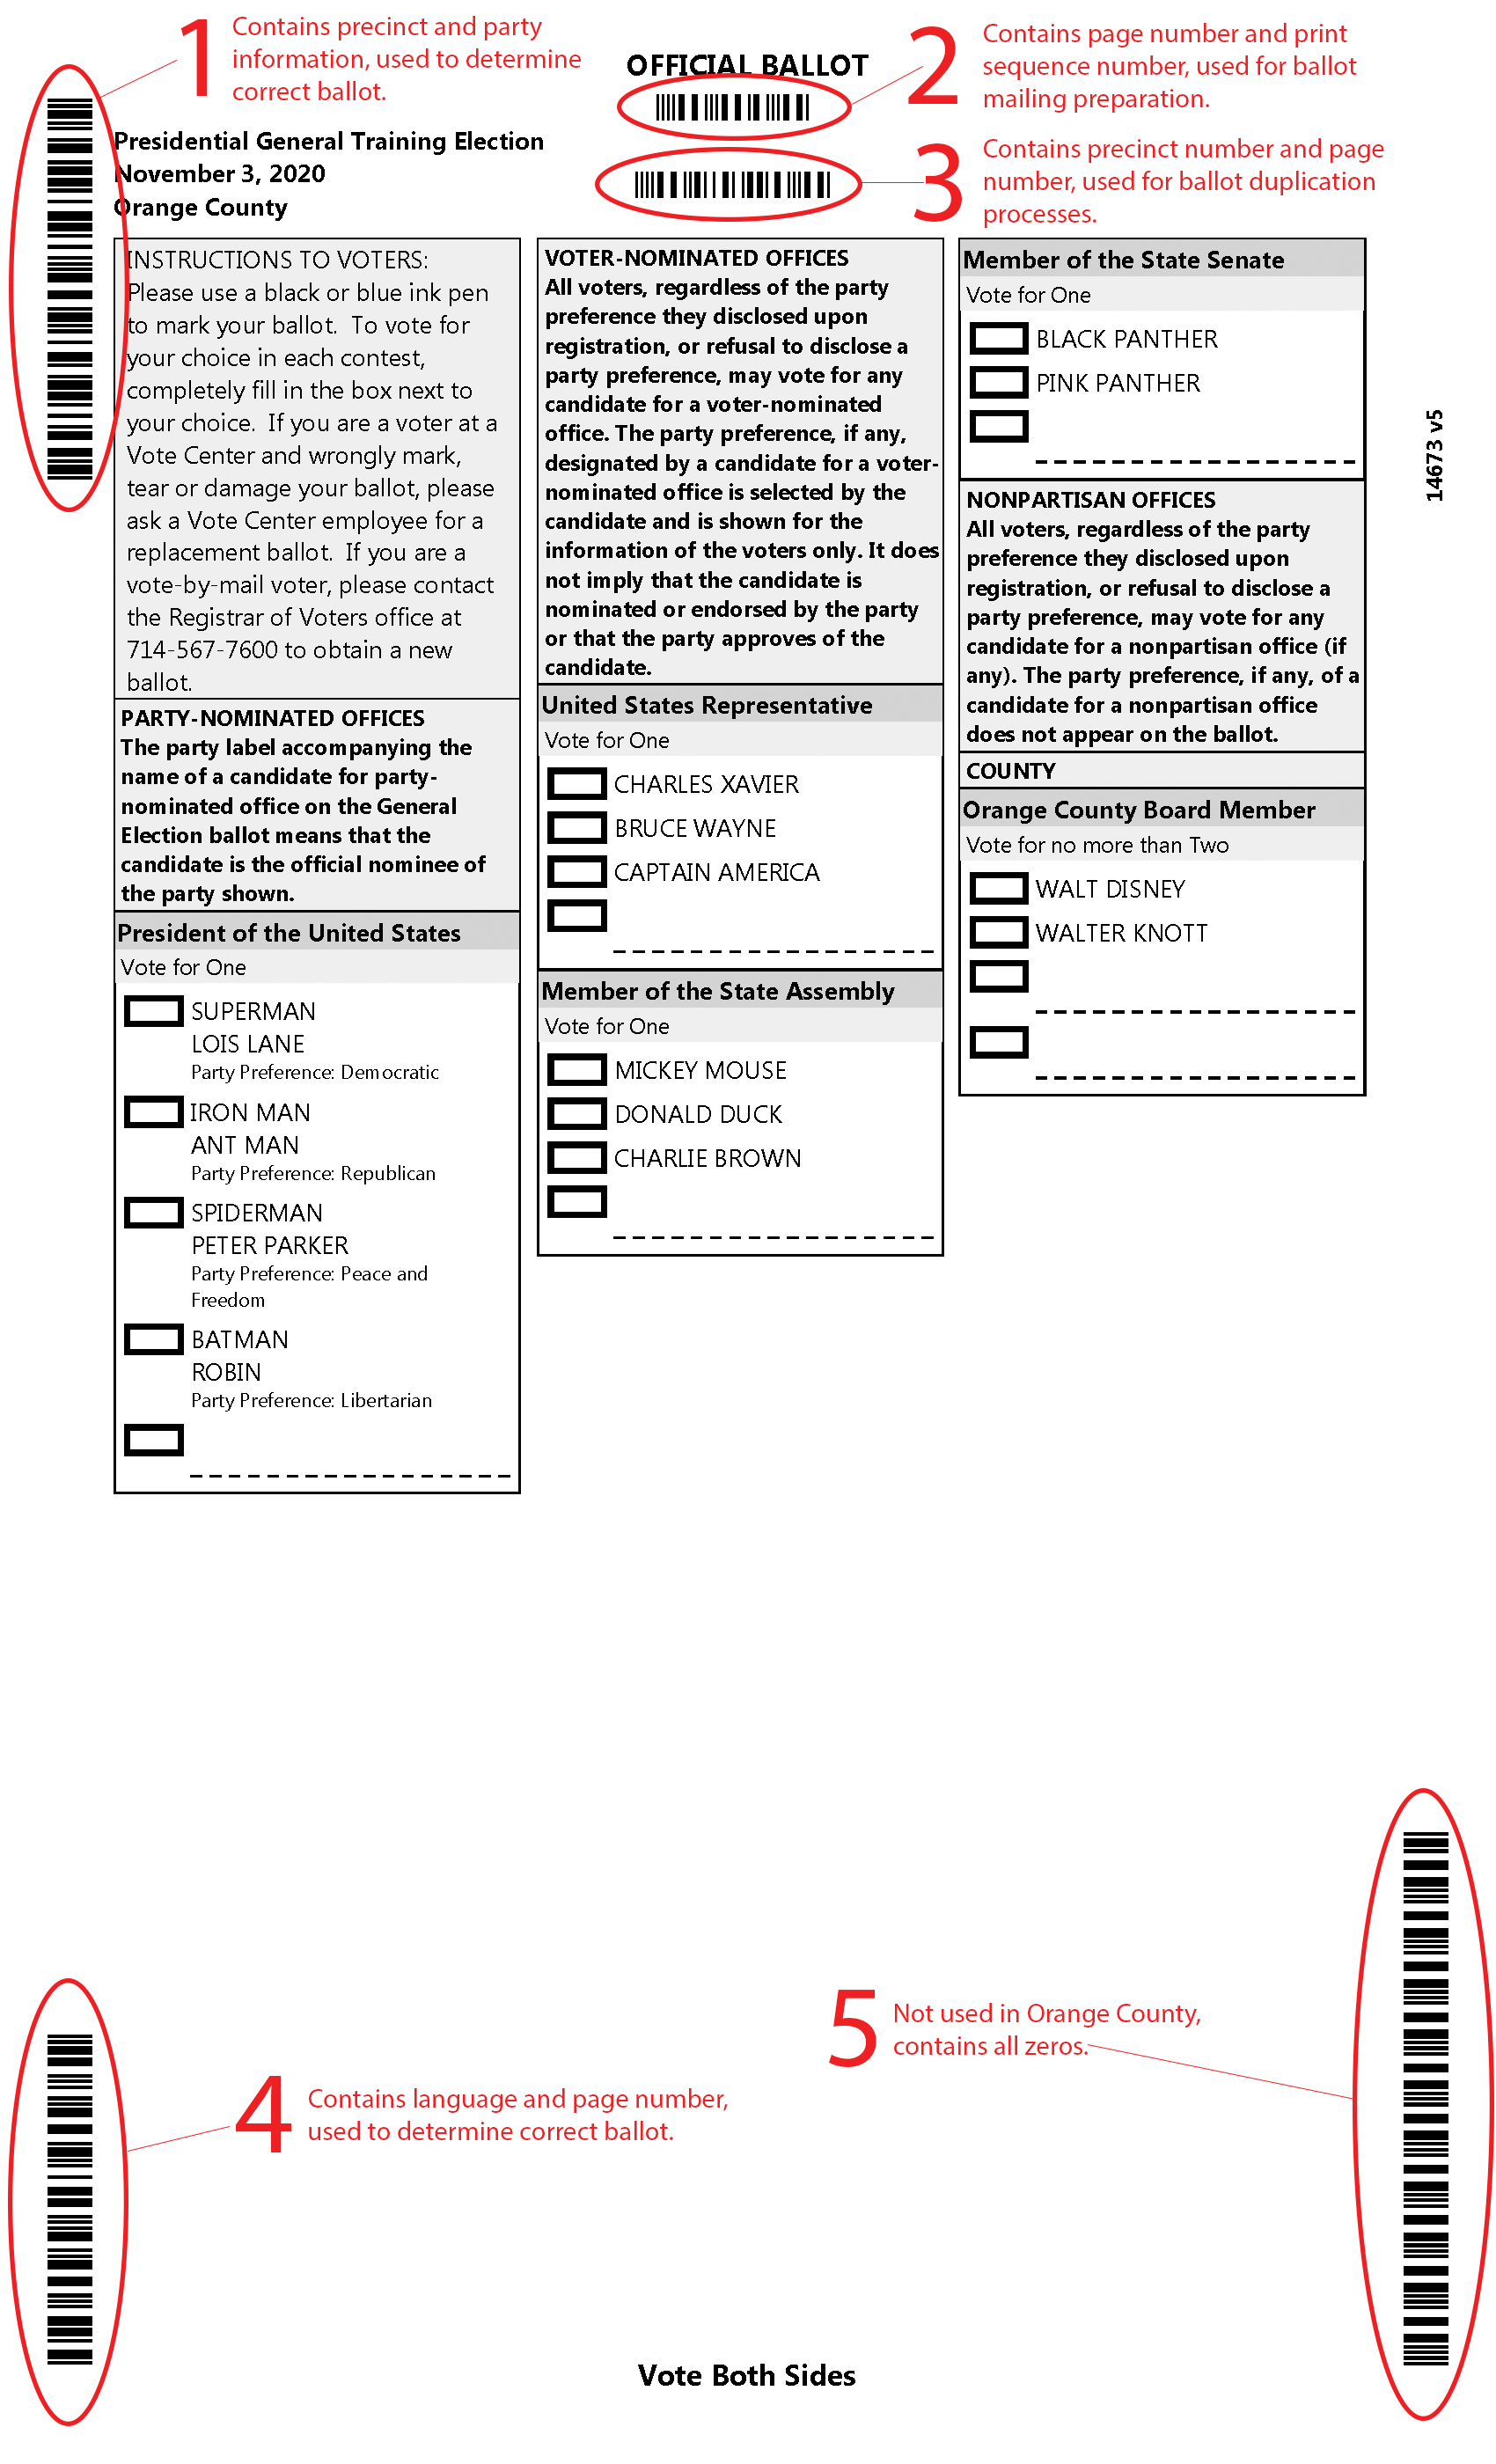 1
Contains precinct and party
information, used to determine
correct ballot.
OFFICIAL BALLOT
2
Contains page number and print
sequence number, used for ballot
mailing preparation.
3
Contains precinct number and page
number, used for ballot duplication
processes.
Presidential General Training Election
November 3, 2020
Orange County
INSTRUCTIONS TO VOTERS:
Please use a black or blue ink pen
to mark your ballot.  To vote for
your choice in each contest,
completely fill in the box next to
your choice.  If you are a voter at a
Vote Center and wrongly mark,
tear or damage your ballot, please
ask a Vote Center employee for a
replacement ballot.  If you are a
vote-by-mail voter, please contact
the Registrar of Voters office at
714-567-7600 to obtain a new
ballot.
PARTY-NOMINATED OFFICES
The party label accompanying the
name of a candidate for party-
nominated office on the General
Election ballot means that the
candidate is the official nominee of
the party shown.
President of the United States
Vote for One
SUPERMAN
LOIS LANE
Party Preference: Democratic
IRON MAN
ANT MAN
Party Preference: Republican
SPIDERMAN
PETER PARKER
Party Preference: Peace and
Freedom
BATMAN
ROBIN
Party Preference: Libertarian
VOTER-NOMINATED OFFICES
All voters, regardless of the party
preference they disclosed upon
registration, or refusal to disclose a
party preference, may vote for any
candidate for a voter-nominated
office. The party preference, if any,
designated by a candidate for a voter-
nominated office is selected by the
candidate and is shown for the
information of the voters only. It does
not imply that the candidate is
nominated or endorsed by the party
or that the party approves of the
candidate.
United States Representative
Vote for One
CHARLES XAVIER
BRUCE WAYNE
CAPTAIN AMERICA
Member of the State Assembly
Vote for One
MICKEY MOUSE
DONALD DUCK
CHARLIE BROWN
Member of the State Senate
Vote for One
BLACK PANTHER
PINK PANTHER
NONPARTISAN OFFICES
All voters, regardless of the party
preference they disclosed upon
registration, or refusal to disclose a
party preference, may vote for any
candidate for a nonpartisan office (if
any). The party preference, if any, of a
candidate for a nonpartisan office
does not appear on the ballot.
COUNTY
Orange County Board Member
Vote for no more than Two
WALT DISNEY
WALTER KNOTT
14673 v5
4
Contains language and page number,
used to determine correct ballot.
5
Not used in Orange County,
contains all zeros.
Vote Both Sides